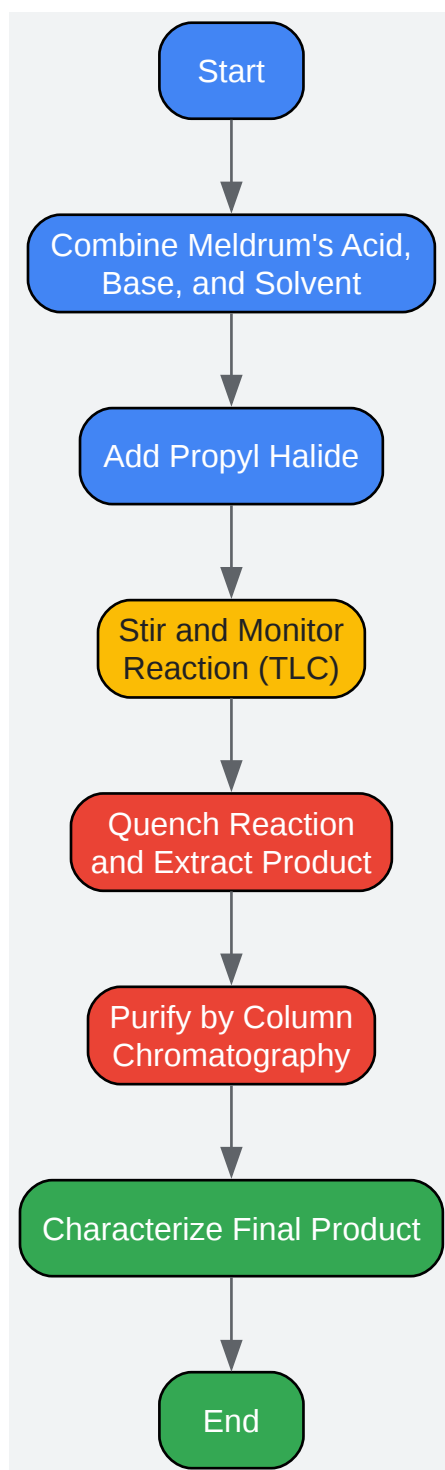 Start
Combine Meldrum's Acid,
Base, and Solvent
Add Propyl Halide
Stir and Monitor
Reaction (TLC)
Quench Reaction
and Extract Product
Purify by Column
Chromatography
Characterize Final Product
End